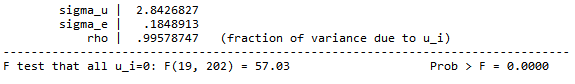 sigma_u | 2.8426827
sigma_e | .1848913
rho | .99578747 (fraction of variance due to u_i)
F test that all u_i=0: F(19, 202) = 57.03 Prob > F = 0.0000